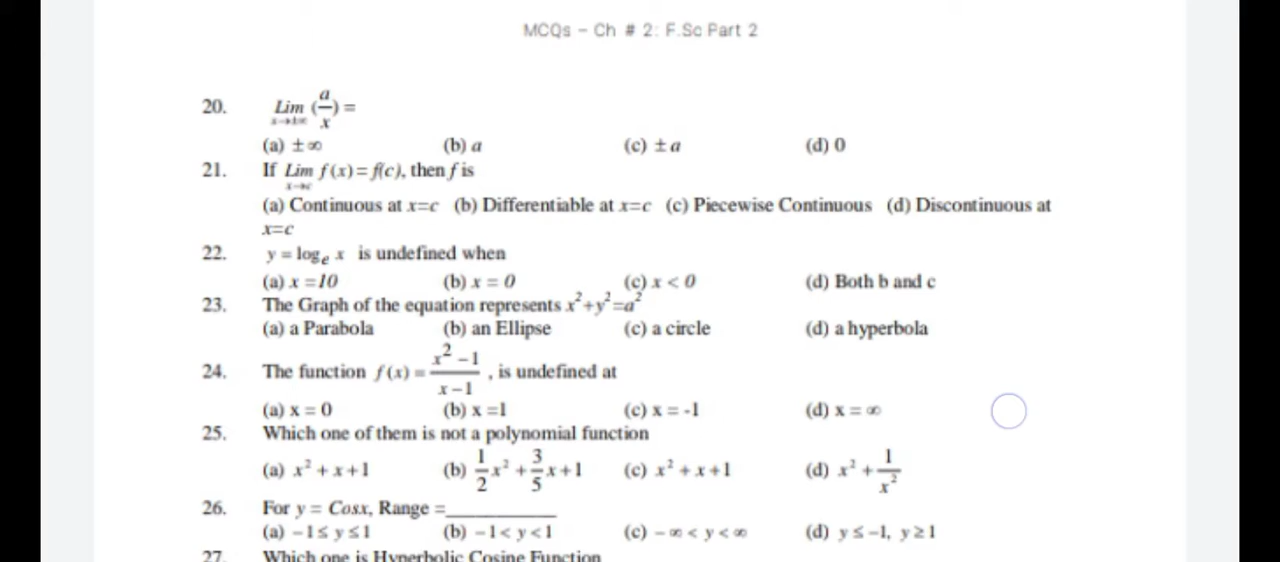 MCQs - Ch # 2: F.Sc Part 2
20. Lim x→±∞ (a/x) =
(a) ±∞ (b) a (c) ±a (d) 0
21. If Lim x→c f(x) = f(c), then f is
(a) Continuous at x=c (b) Differentiable at x=c (c) Piecewise Continuous (d) Discontinuous at
x=c
22. y = logₑ x is undefined when
(a) x =10 (b) x = 0 (c) x < 0 (d) Both b and c
23. The Graph of the equation represents x²+y²=a²
(a) a Parabola (b) an Ellipse (c) a circle (d) a hyperbola
24. The function f(x) = (x² −1)/(x−1) , is undefined at
(a) x = 0 (b) x =1 (c) x = -1 (d) x = ∞
25. Which one of them is not a polynomial function
(a) x² + x+1 (b) 1/2 x² + 3/5 x+1 (c) x² + x+1 (d) x² + 1/x²
26. For y = Cosx, Range =__________
(a) −1≤ y ≤1 (b) −1< y <1 (c) −∞ < y < ∞ (d) y ≤ −1, y ≥ 1
27. Which one is Hyperbolic Cosine Function